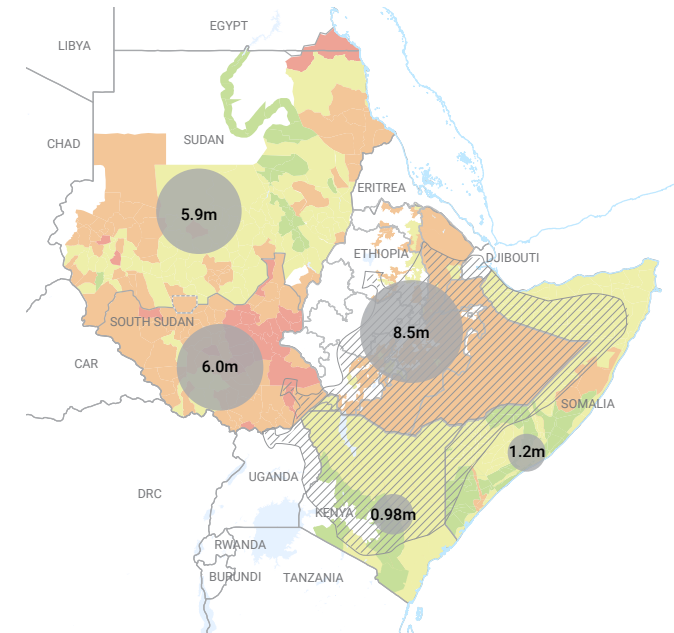 EGYPT
LIBYA
CHAD
SUDAN
ERITREA
5.9m
ETHIOPIA
DJIBOUTI
SOUTH SUDAN
8.5m
CAR
6.0m
SOMALIA
1.2m
UGANDA
DRC
KENYA
0.98m
RWANDA
BURUNDI
TANZANIA